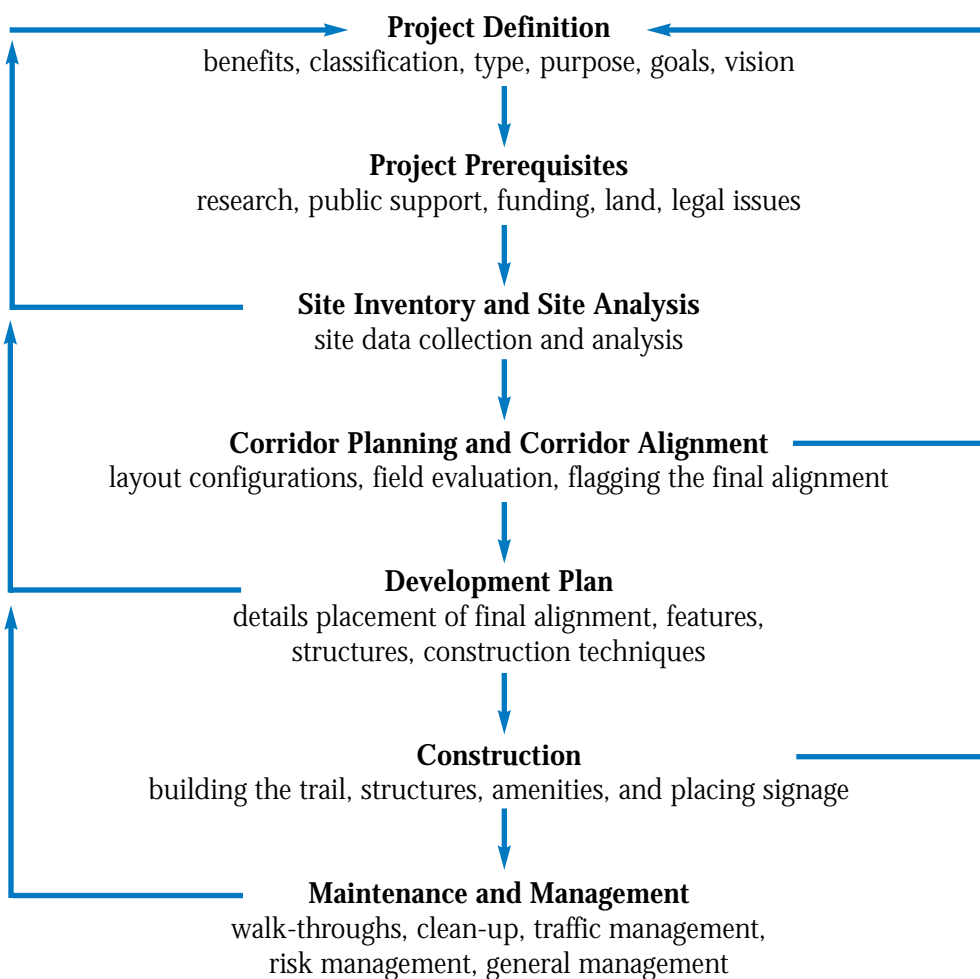 Project Definition
benefits, classification, type, purpose, goals, vision
Project Prerequisites
research, public support, funding, land, legal issues
Site Inventory and Site Analysis
site data collection and analysis
Corridor Planning and Corridor Alignment
layout configurations, field evaluation, flagging the final alignment
Development Plan
details placement of final alignment, features,
structures, construction techniques
Construction
building the trail, structures, amenities, and placing signage
Maintenance and Management
walk-throughs, clean-up, traffic management,
risk management, general management